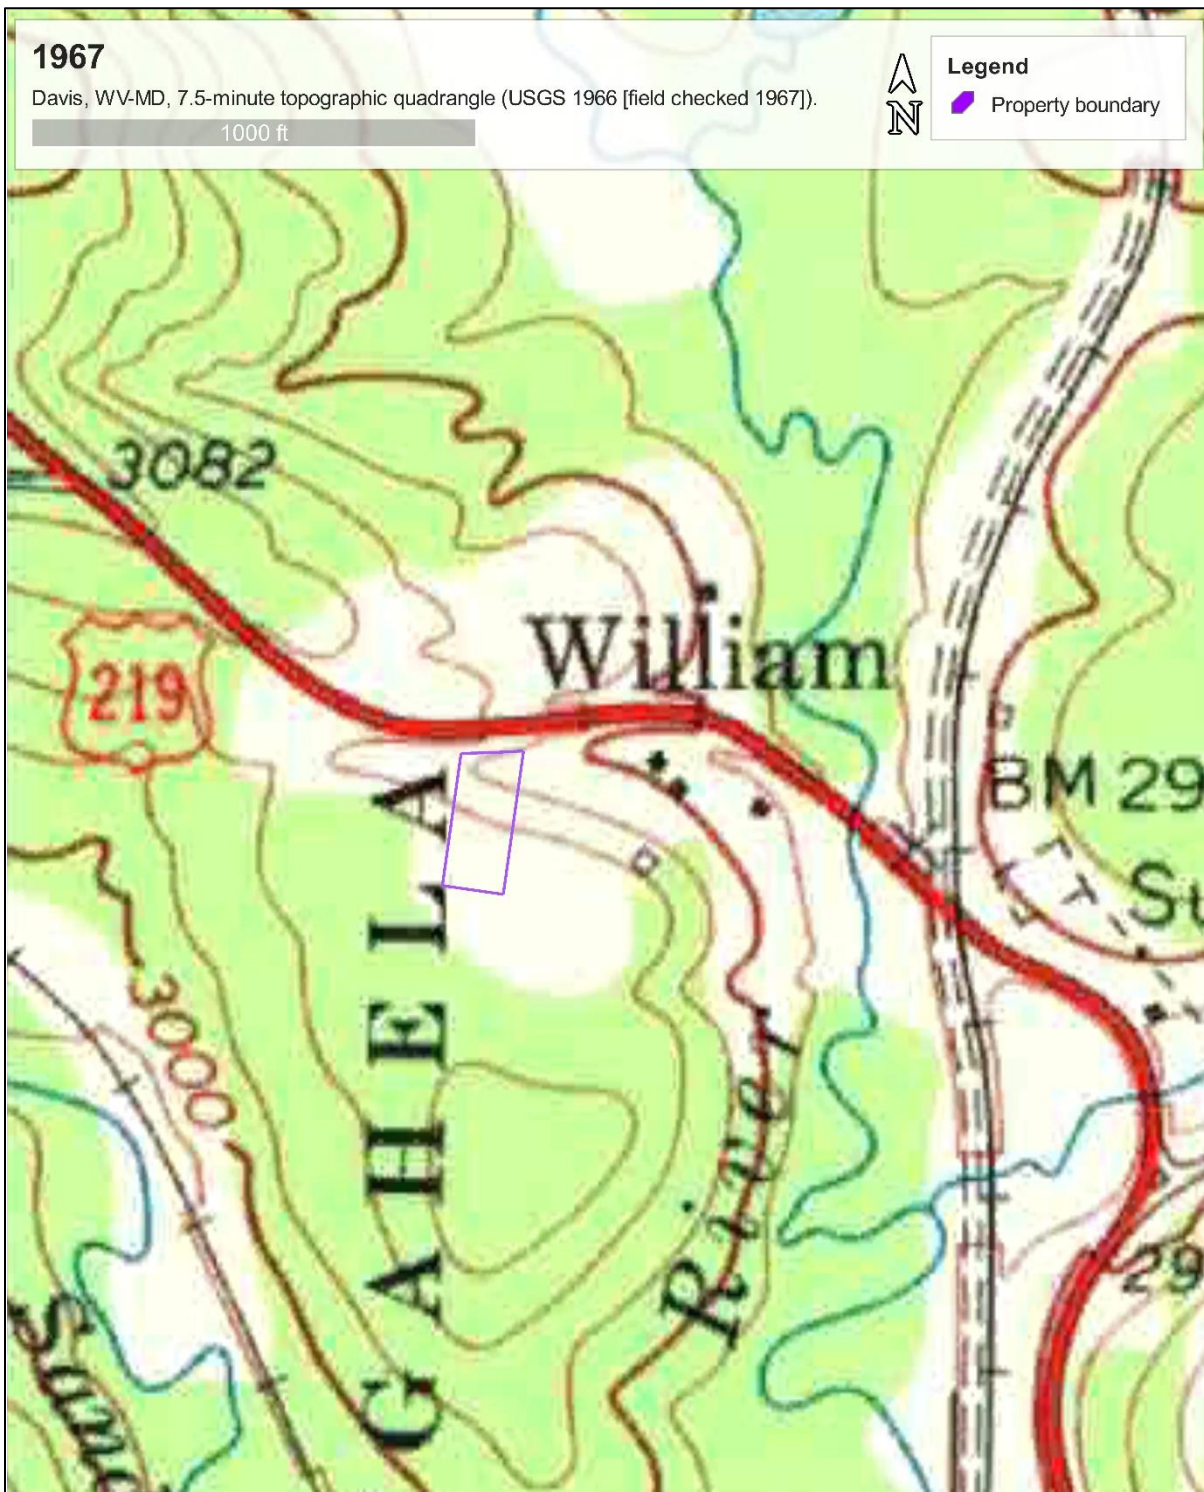 1967
Davis, WV-MD, 7.5-minute topographic quadrangle (USGS 1966 [field checked 1967]).
1000 ft
N
Legend
Property boundary
3082
William
219
BM 29
St
GAHELA
3000
River
29